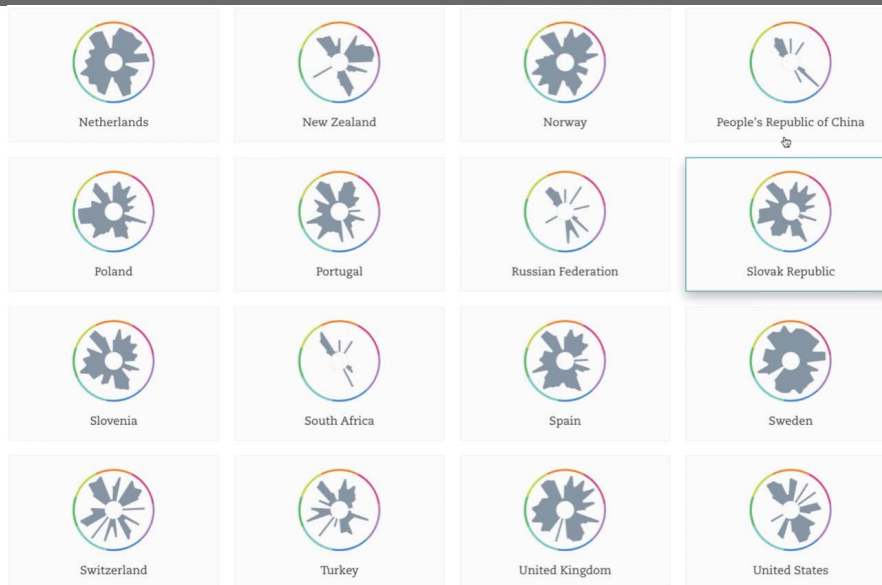 Netherlands
New Zealand
Norway
People's Republic of China
Poland
Portugal
Russian Federation
Slovak Republic
Slovenia
South Africa
Spain
Sweden
Switzerland
Turkey
United Kingdom
United States